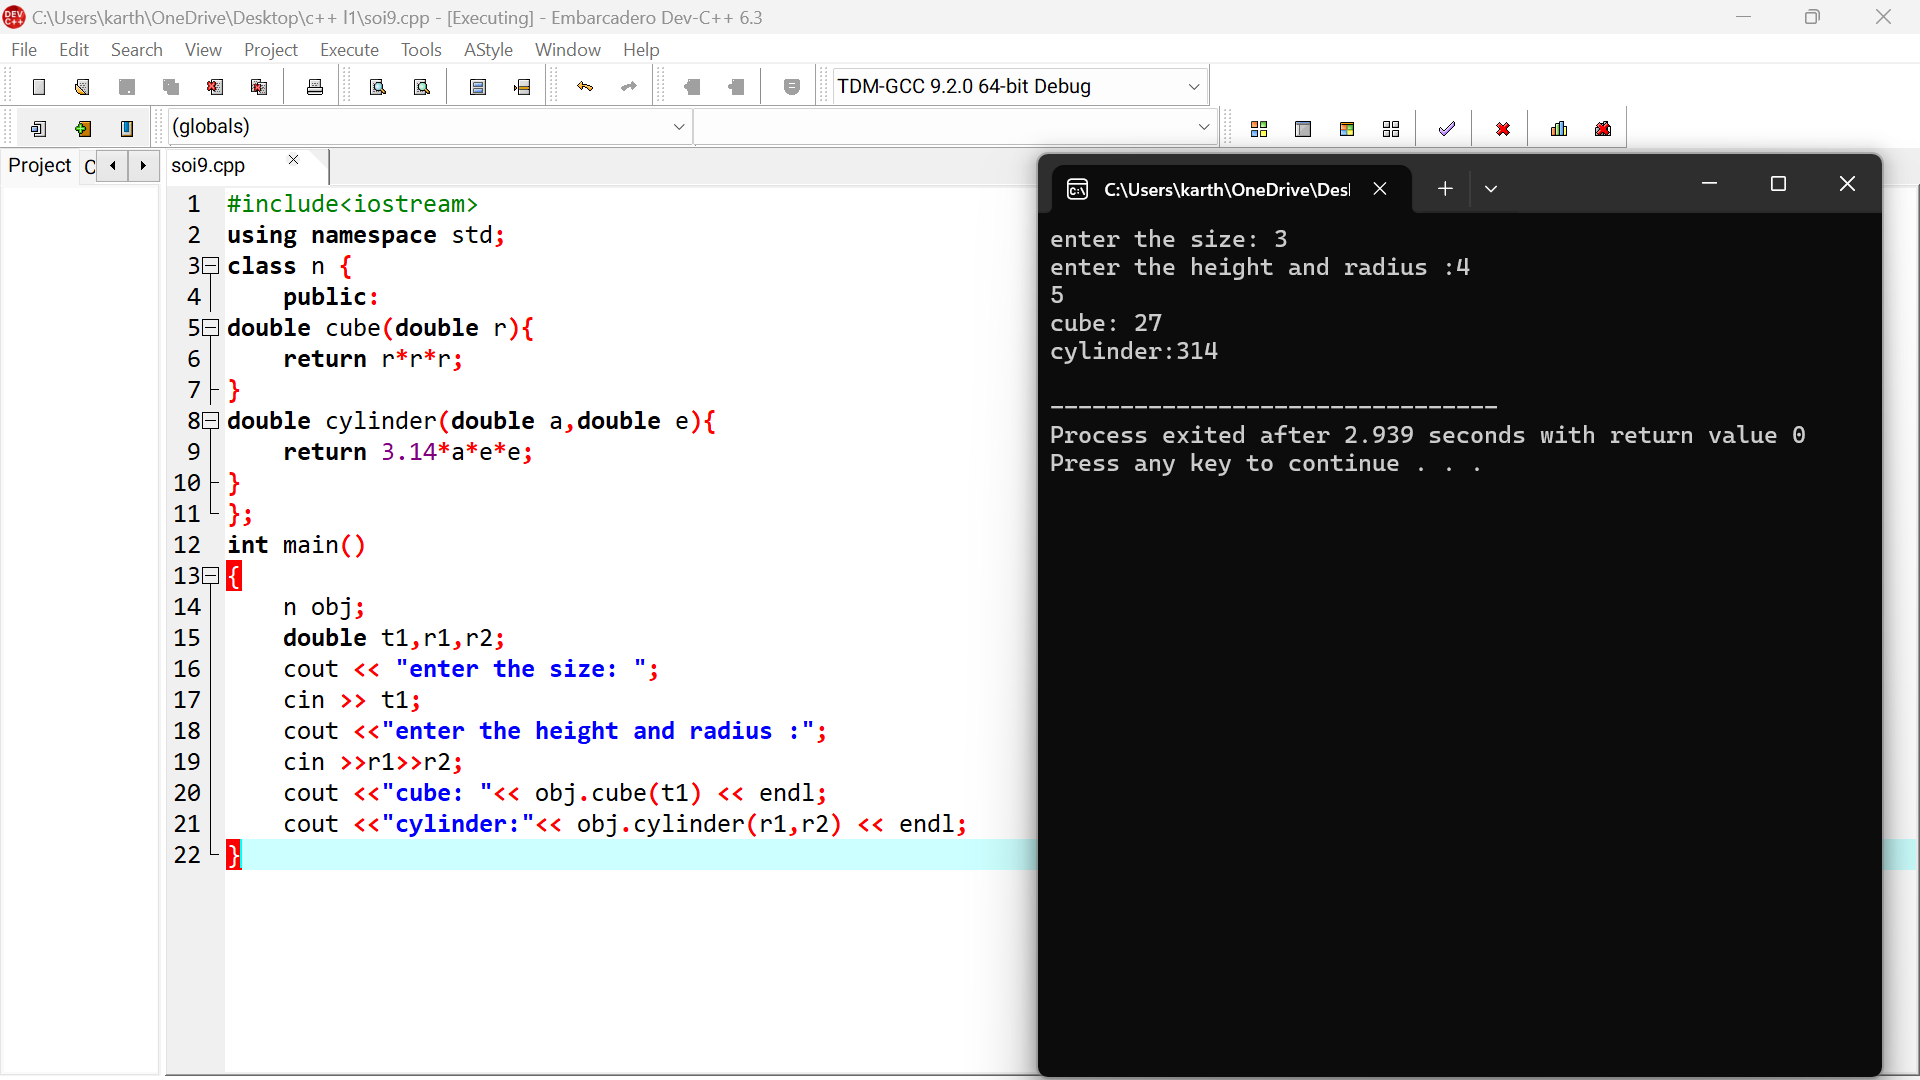 C:\Users\karth\OneDrive\Desktop\c++ l1\soi9.cpp - [Executing] - Embarcadero Dev-C++ 6.3
File Edit Search View Project Execute Tools AStyle Window Help
TDM-GCC 9.2.0 64-bit Debug
(globals)
Project C
soi9.cpp
1 #include<iostream>
2 using namespace std;
3 class n {
4     public:
5 double cube(double r){
6     return r*r*r;
7 }
8 double cylinder(double a,double e){
9     return 3.14*a*e*e;
10 }
11 };
12 int main()
13 {
14     n obj;
15     double t1,r1,r2;
16     cout << "enter the size: ";
17     cin >> t1;
18     cout <<"enter the height and radius :";
19     cin >>r1>>r2;
20     cout <<"cube: "<< obj.cube(t1) << endl;
21     cout <<"cylinder:"<< obj.cylinder(r1,r2) << endl;
22 }
C:\Users\karth\OneDrive\Des
enter the size: 3
enter the height and radius :4
5
cube: 27
cylinder:314
--------------------------------
Process exited after 2.939 seconds with return value 0
Press any key to continue . . .